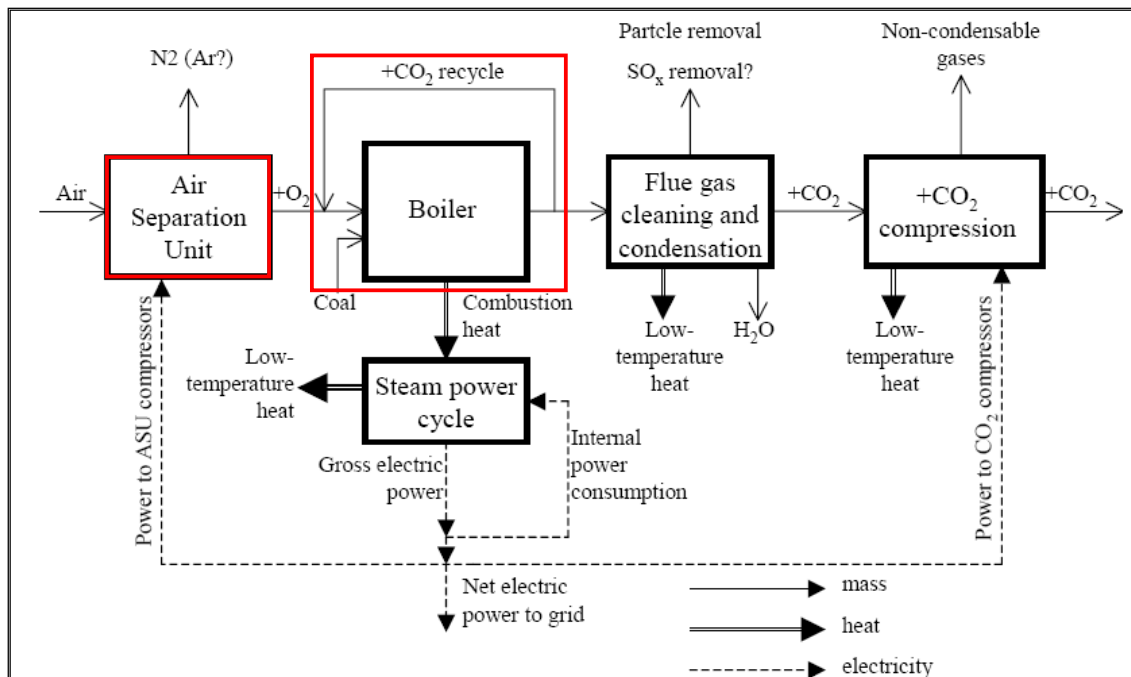 N2 (Ar?)
+CO₂ recycle
Partcle removal
SOₓ removal?
Non-condensable
gases
Air
Air
Separation
Unit
+O₂
Boiler
Flue gas
cleaning and
condensation
+CO₂
+CO₂
compression
+CO₂
Coal
Combustion
heat
Low-
temperature
heat
H₂O
Low-
temperature
heat
Low-
temperature
heat
Steam power
cycle
Power to ASU compressors
Gross electric
power
Internal
power
consumption
Power to CO₂ compressors
Net electric
power to grid
mass
heat
electricity